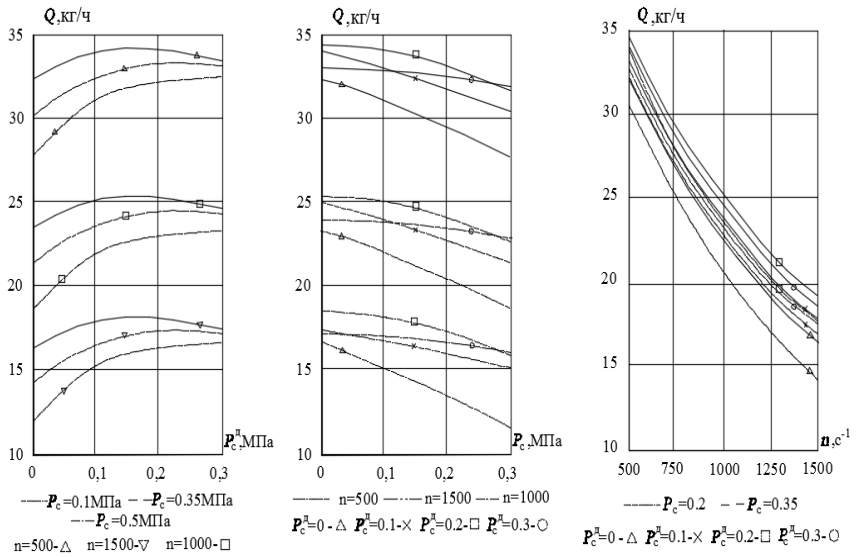 Q,кг/ч
35
30
25
20
15
10
0 0,1 0,2 0,3
P_c^Д,МПа
P_c=0.1МПа P_c=0.35МПа
P_c=0.5МПа
n=500-△ n=1500-▽ n=1000-□
Q,кг/ч
35
30
25
20
15
10
0 0,1 0,2 0,3
P_c,МПа
n=500 n=1500 n=1000
P_c^Д=0-△ P_c^Д=0.1-× P_c^Д=0.2-□ P_c^Д=0.3-○
Q,кг/ч
35
30
25
20
15
10
500 750 1000 1250 1500
n,с⁻¹
P_c=0.2 P_c=0.35
P_c^Д=0-△ P_c^Д=0.1-× P_c^Д=0.2-□ P_c^Д=0.3-○